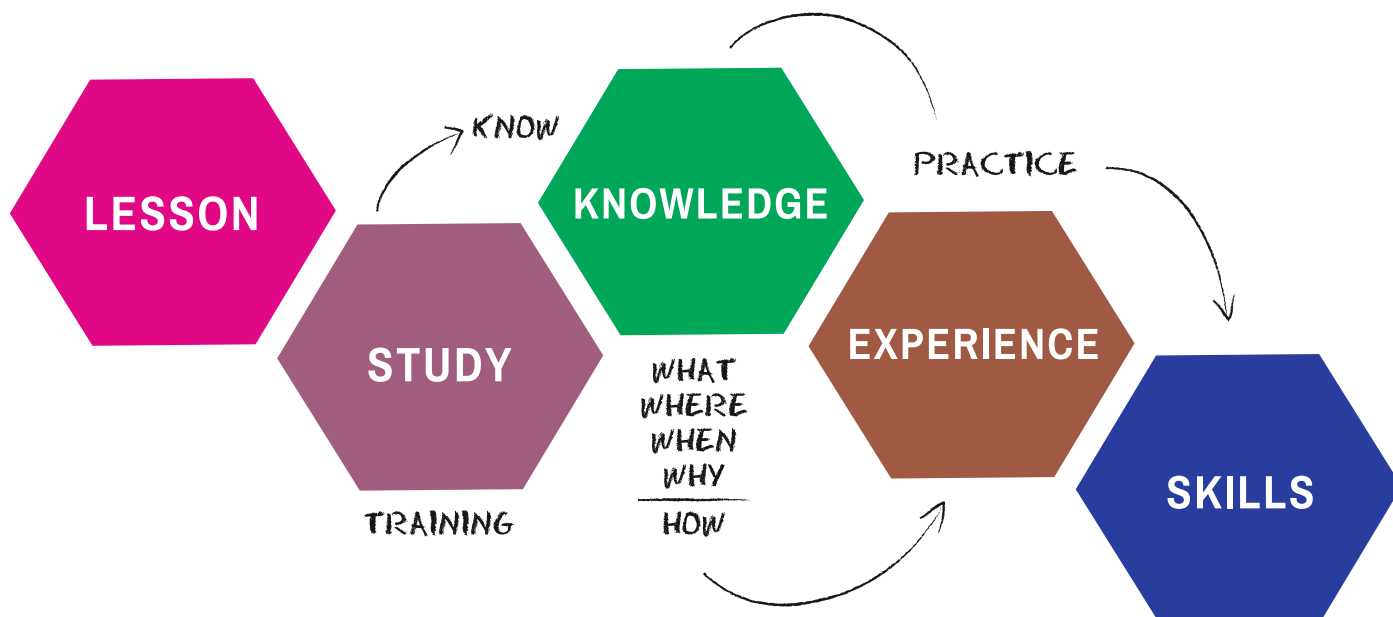 LESSON
STUDY
TRAINING
KNOW
KNOWLEDGE
WHAT
WHERE
WHEN
WHY
HOW
EXPERIENCE
PRACTICE
SKILLS